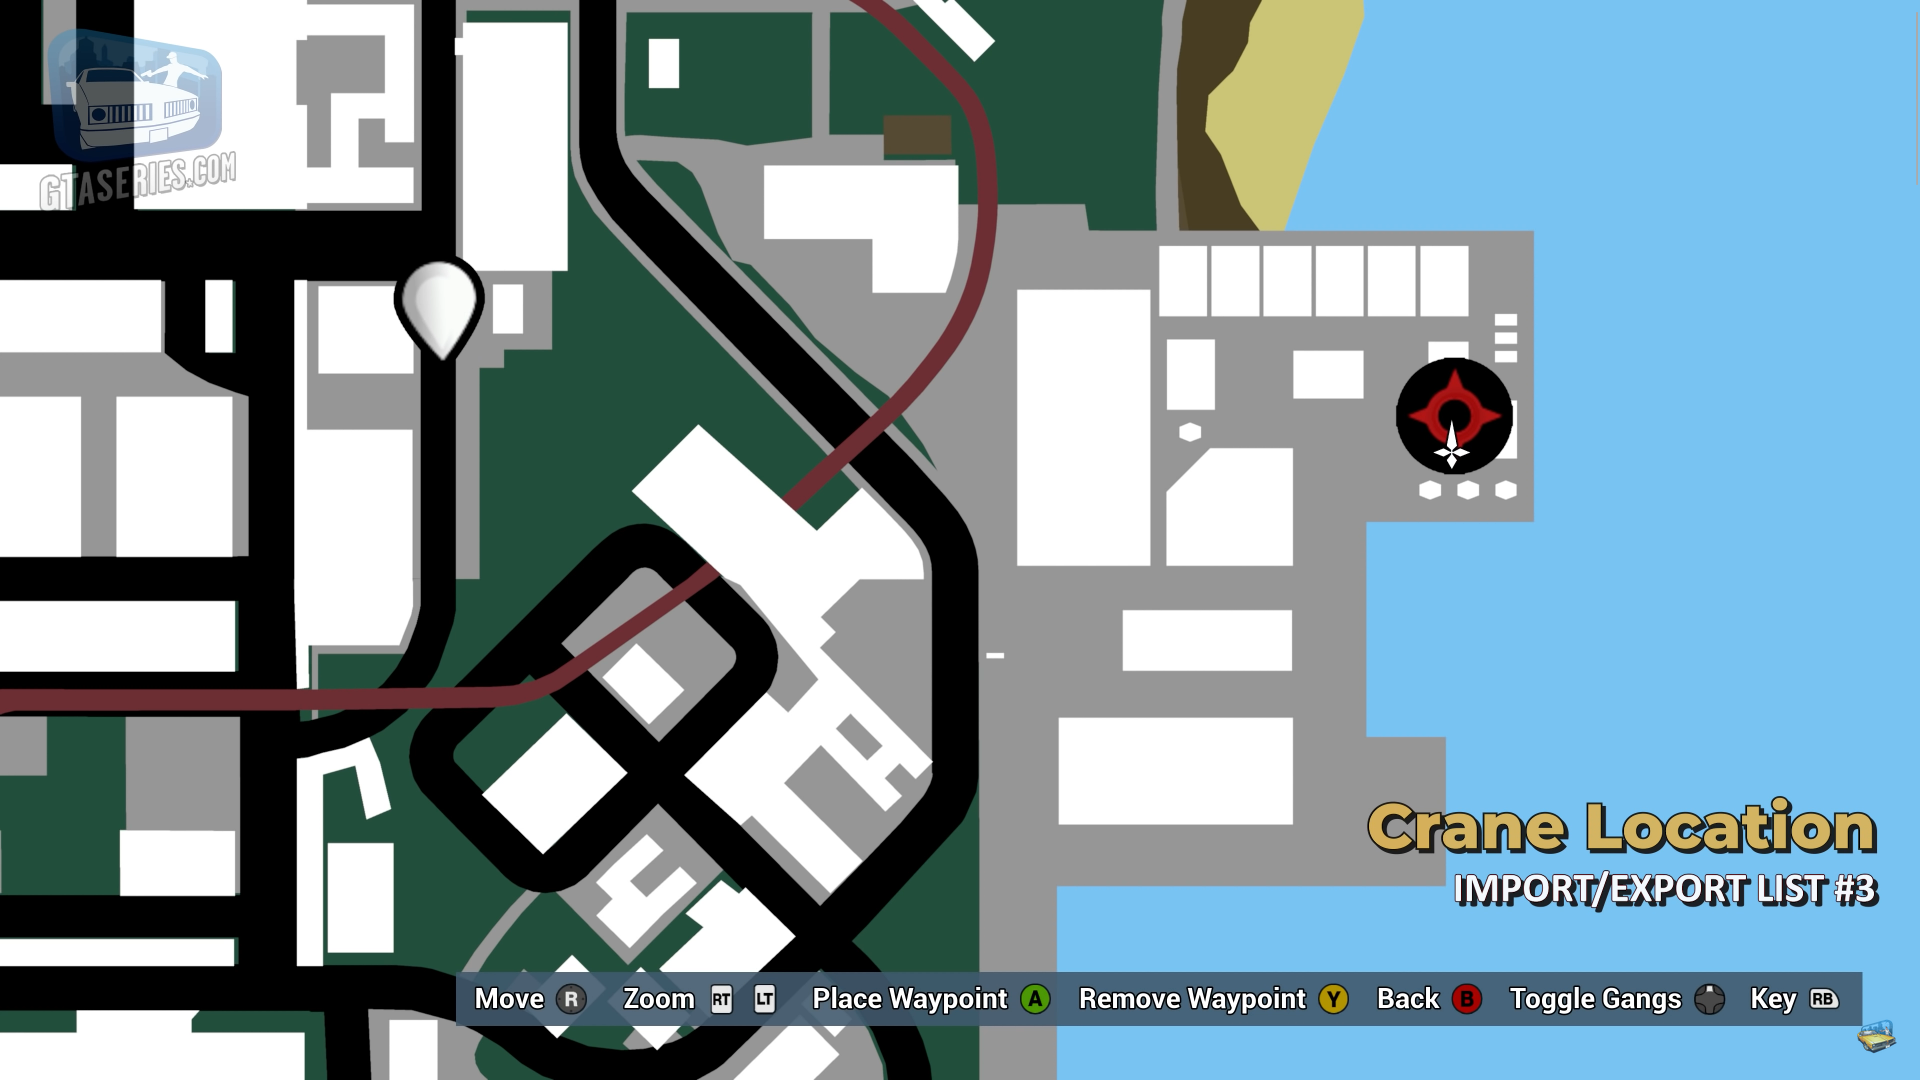 GTASERIES.COM
Crane Location
IMPORT/EXPORT LIST #3
Move R Zoom RT LT Place Waypoint A Remove Waypoint Y Back B Toggle Gangs Key RB